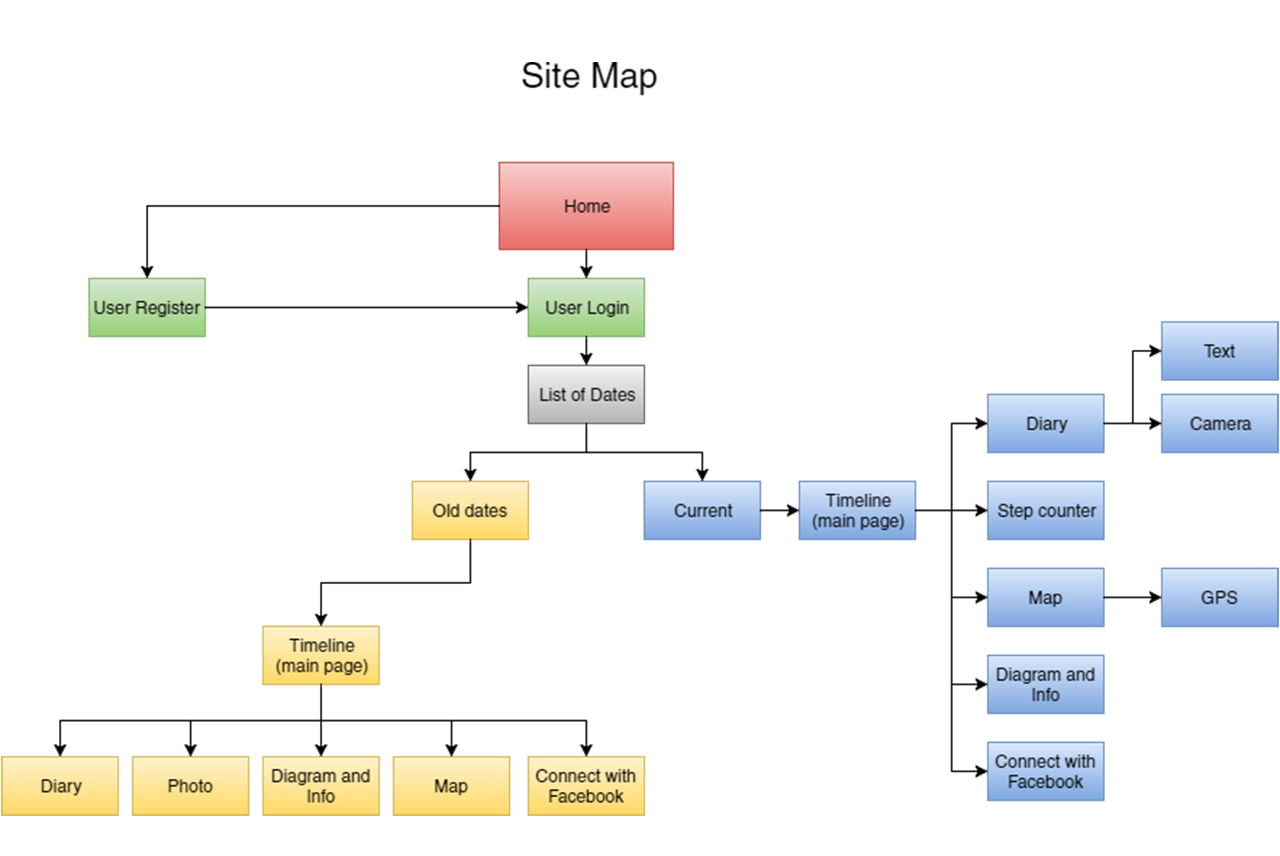 Site Map
Home
User Register
User Login
List of Dates
Old dates
Current
Timeline
(main page)
Diary
Text
Camera
Step counter
Map
GPS
Diagram and
Info
Connect with
Facebook
Timeline
(main page)
Diary
Photo
Diagram and
Info
Map
Connect with
Facebook